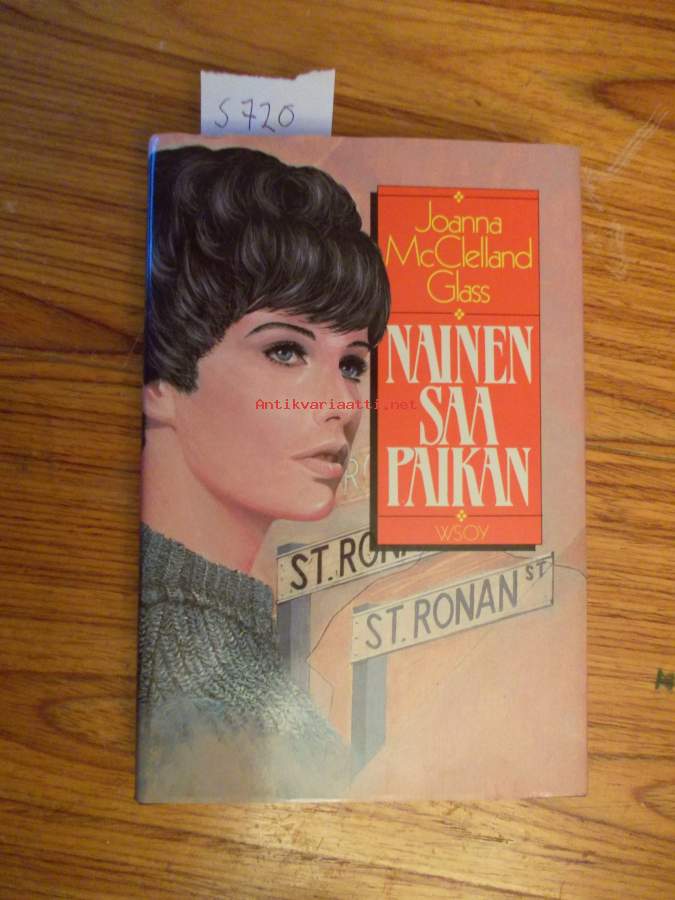 S720
Joanna
McClelland
Glass
NAINEN
SAA
PAIKAN
WSOY
Antikvariaatti.net
ST. RON
ST. RONAN ST